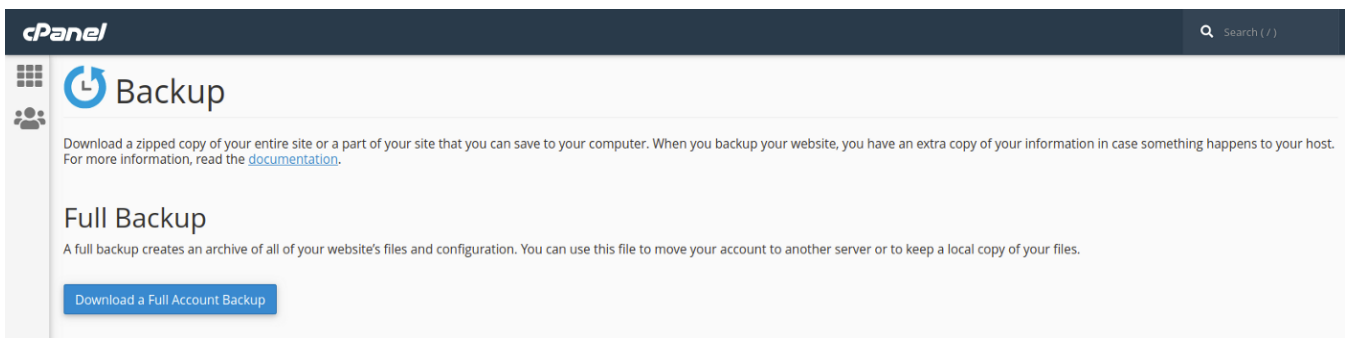 cPanel
Search ( / )
Backup
Download a zipped copy of your entire site or a part of your site that you can save to your computer. When you backup your website, you have an extra copy of your information in case something happens to your host.
For more information, read the documentation.
Full Backup
A full backup creates an archive of all of your website's files and configuration. You can use this file to move your account to another server or to keep a local copy of your files.
Download a Full Account Backup